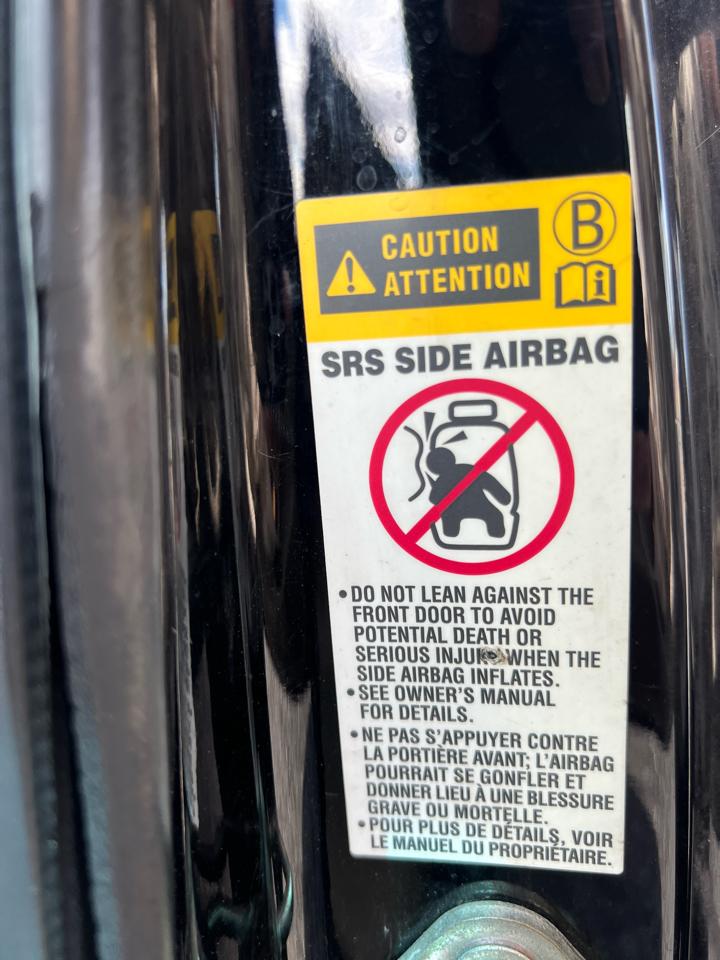 CAUTION
ATTENTION
B
SRS SIDE AIRBAG
•DO NOT LEAN AGAINST THE
FRONT DOOR TO AVOID
POTENTIAL DEATH OR
SERIOUS WHEN THE
SIDE AIRBAG INFLATES.
•SEE OWNER'S MANUAL
FOR DETAILS.
•NE PAS S'APPUYER CONTRE
LA PORTIÈRE AVANT; L'AIRBAG
POURRAIT SE GONFLER ET
DONNER LIEU À UNE BLESSURE
GRAVE OU MORTELLE.
•POUR PLUS DE DÉTAILS, VOIR
LE MANUEL DU PROPRIÉTAIRE.